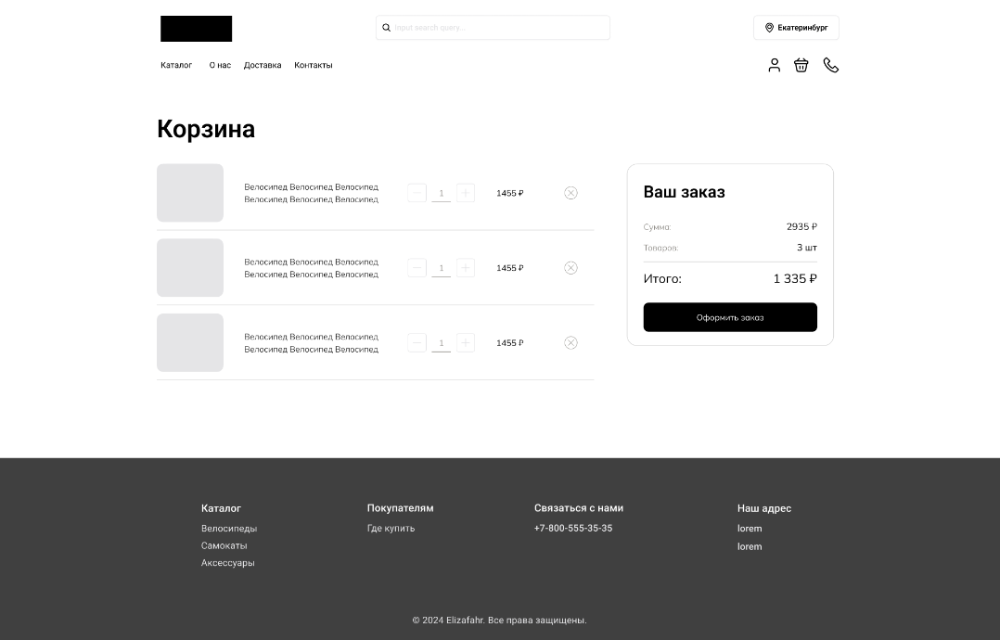 Input search query...
Екатеринбург
Каталог
О нас
Доставка
Контакты
Корзина
Велосипед Велосипед Велосипед
Велосипед Велосипед Велосипед
1
1455 ₽
Велосипед Велосипед Велосипед
Велосипед Велосипед Велосипед
1
1455 ₽
Велосипед Велосипед Велосипед
Велосипед Велосипед Велосипед
1
1455 ₽
Ваш заказ
Сумма: 2935 ₽
Товаров: 3 шт
Итого: 1 335 ₽
Оформить заказ
Каталог
Велосипеды
Самокаты
Аксессуары
Покупателям
Где купить
Связаться с нами
+7-800-555-35-35
Наш адрес
lorem
lorem
© 2024 Elizafahr. Все права защищены.